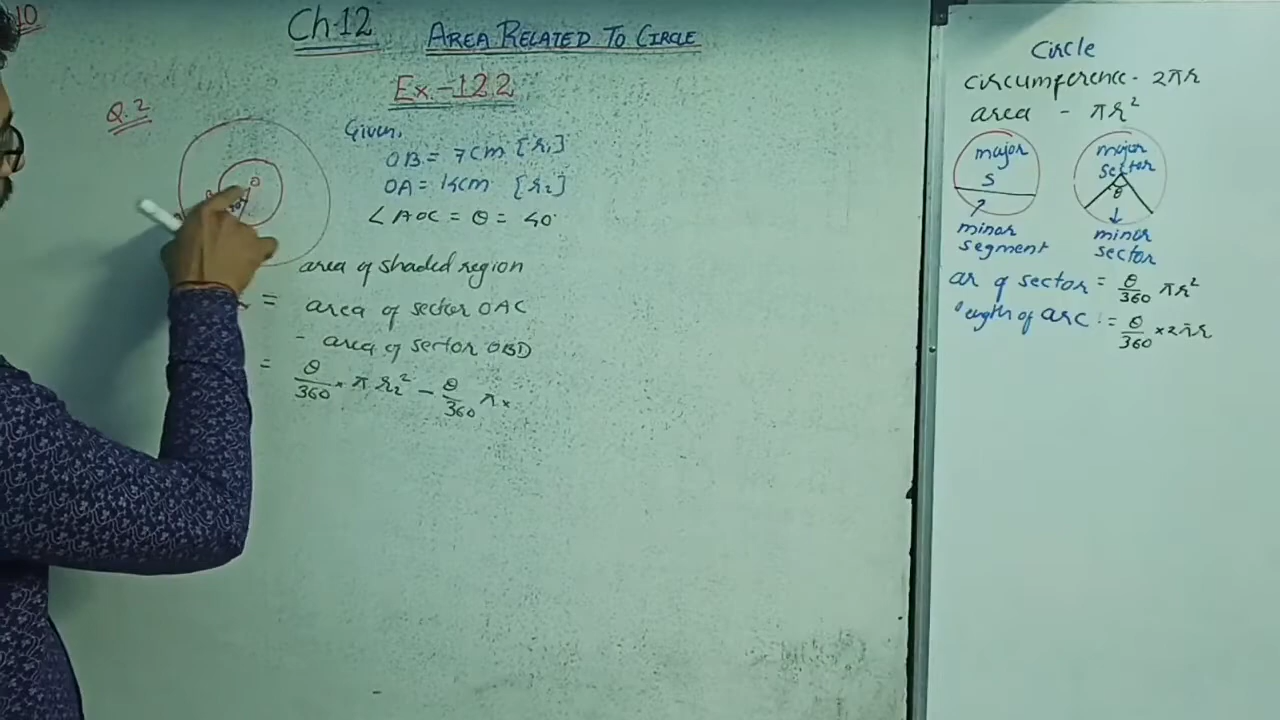 10
Ch-12
AREA RELATED TO CIRCLE
Ex.-12.2
Q.2
Given,
OB = 7cm [r₁]
OA = 14cm [r₂]
∠AOC = θ = 40°
area of shaded region
= area of sector OAC
- area of sector OBD
= θ/360 × π r₂² - θ/360 π ×
Circle
circumference - 2πr
area - πr²
major
S
minor
segment
major
sector
θ
minor
sector
ar of sector = θ/360 πr²
length of arc = θ/360 × 2πr